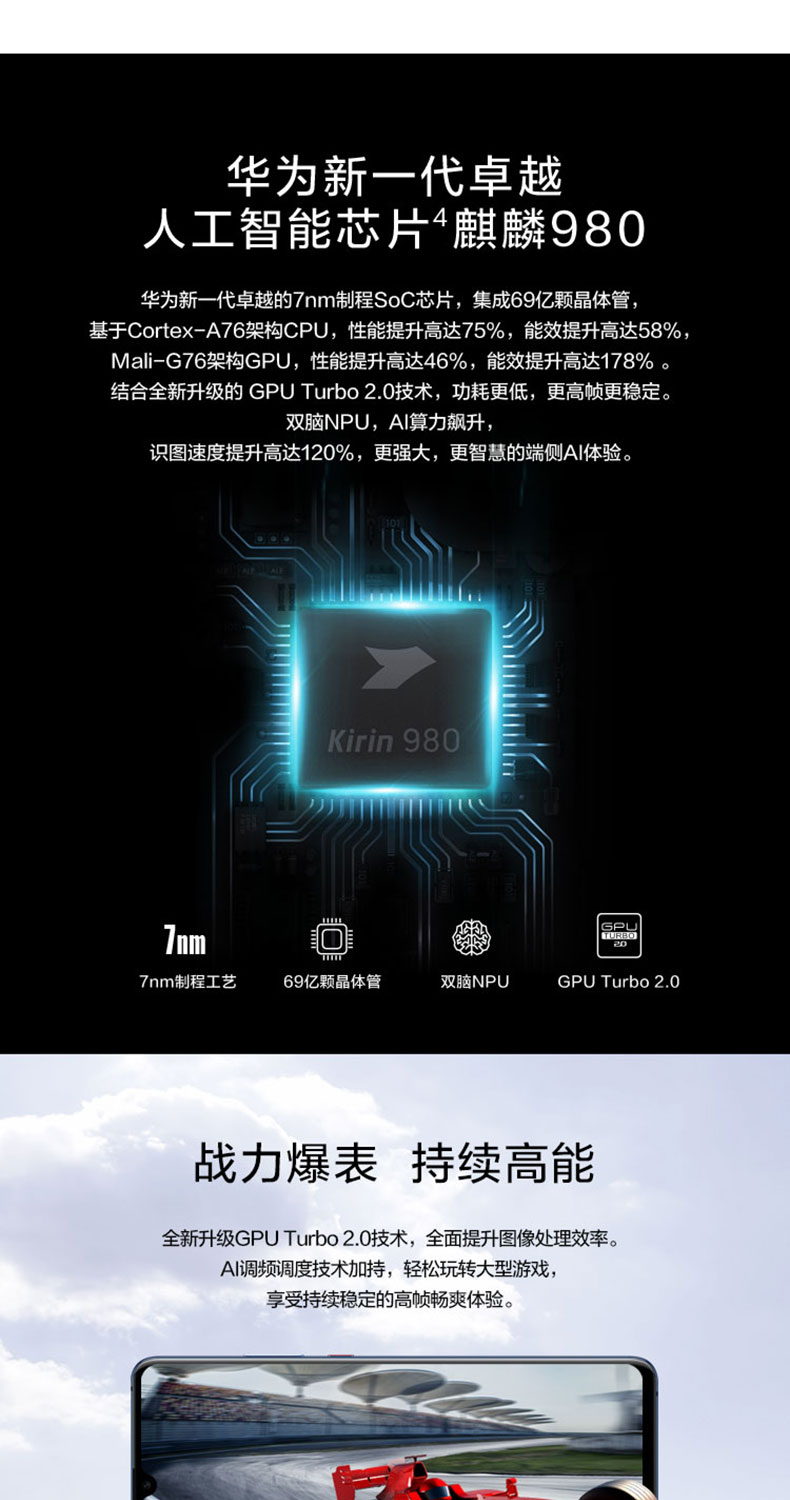 华为新一代卓越
人工智能芯片4麒麟980
华为新一代卓越的7nm制程SoC芯片，集成69亿颗晶体管，
基于Cortex-A76架构CPU，性能提升高达75%，能效提升高达58%，
Mali-G76架构GPU，性能提升高达46%，能效提升高达178% 。
结合全新升级的 GPU Turbo 2.0技术，功耗更低，更高帧更稳定。
双脑NPU，AI算力飙升，
识图速度提升高达120%，更强大，更智慧的端侧AI体验。
Kirin 980
7nm
GPU
TURBO
2.0
7nm制程工艺 69亿颗晶体管 双脑NPU GPU Turbo 2.0
战力爆表 持续高能
全新升级GPU Turbo 2.0技术，全面提升图像处理效率。
AI调频调度技术加持，轻松玩转大型游戏，
享受持续稳定的高帧畅爽体验。